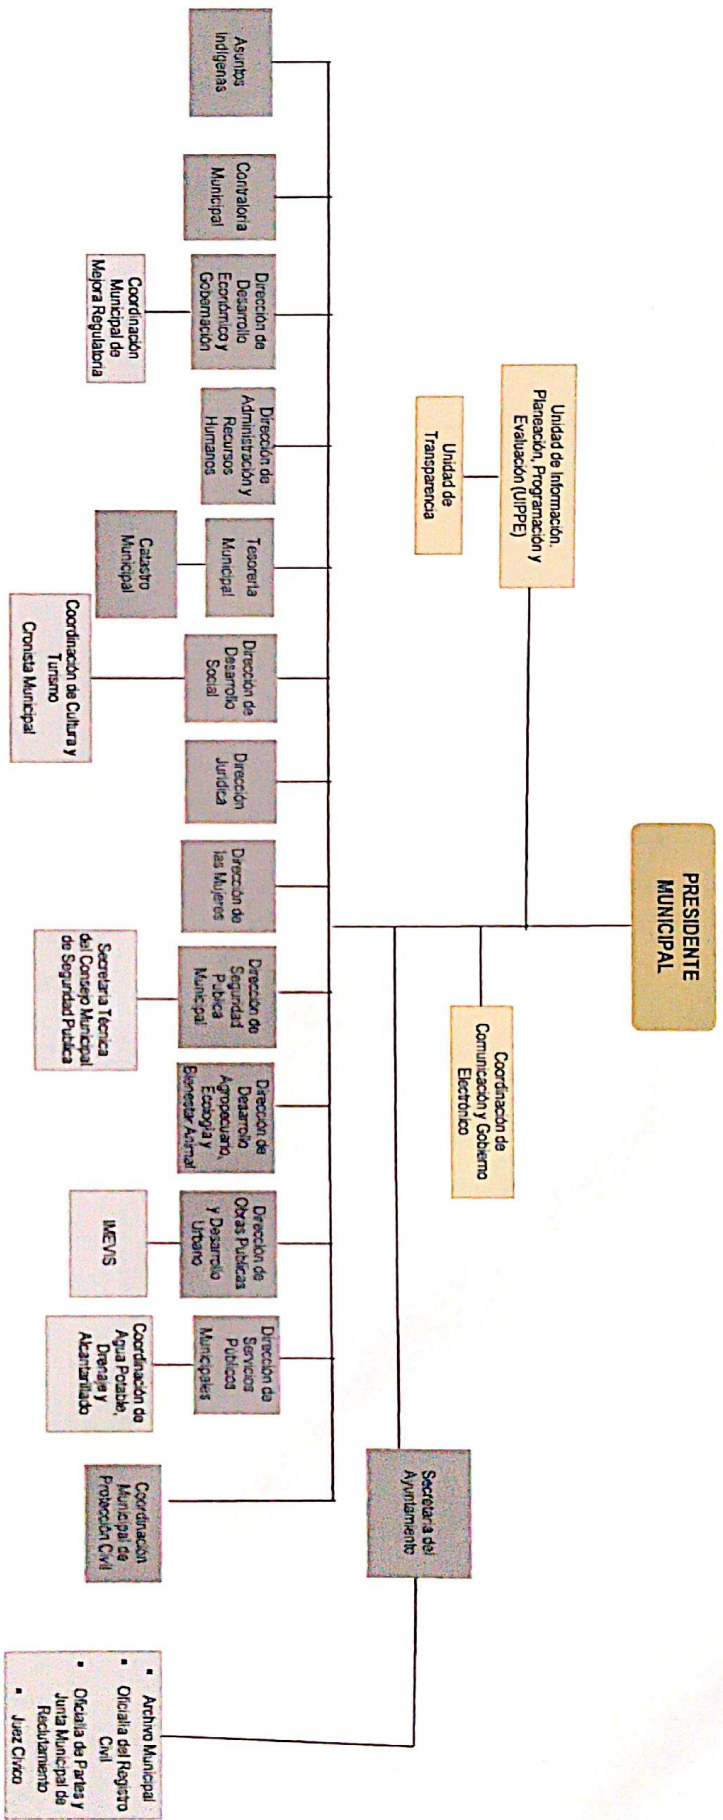 PRESIDENTE
MUNICIPAL
Unidad de Información.
Planeación, Programación y
Evaluación (UIPPE)
Unidad de
Transparencia
Coordinación de
Comunicación y Gobierno
Electrónico
Secretaria del
Ayuntamiento
Archivo Municipal
Oficialía del Registro
Civil
Oficialía de Partes y
Junta Municipal de
Reclutamiento
Juez Cívico
Asuntos
Indígenas
Contraloría
Municipal
Dirección de
Desarrollo
Económico y
Gobernación
Coordinación
Municipal de
Mejora Regulatoria
Dirección de
Administración y
Recursos
Humanos
Tesorería
Municipal
Catastro
Municipal
Dirección de
Desarrollo
Social
Coordinación de Cultura y
Turismo
Cronista Municipal
Dirección
Jurídica
Dirección de
las Mujeres
Dirección de
Seguridad
Publica
Municipal
Secretaria Técnica
del Consejo Municipal
de Seguridad Publica
Dirección de
Desarrollo
Agropecuario,
Ecología y
Bienestar Animal
Dirección de
Obras Publicas
y Desarrollo
Urbano
IMEVIS
Dirección de
Servicios
Públicos
Municipales
Coordinación de
Agua Potable,
Drenaje y
Alcantarillado
Coordinación
Municipal de
Protección Civil